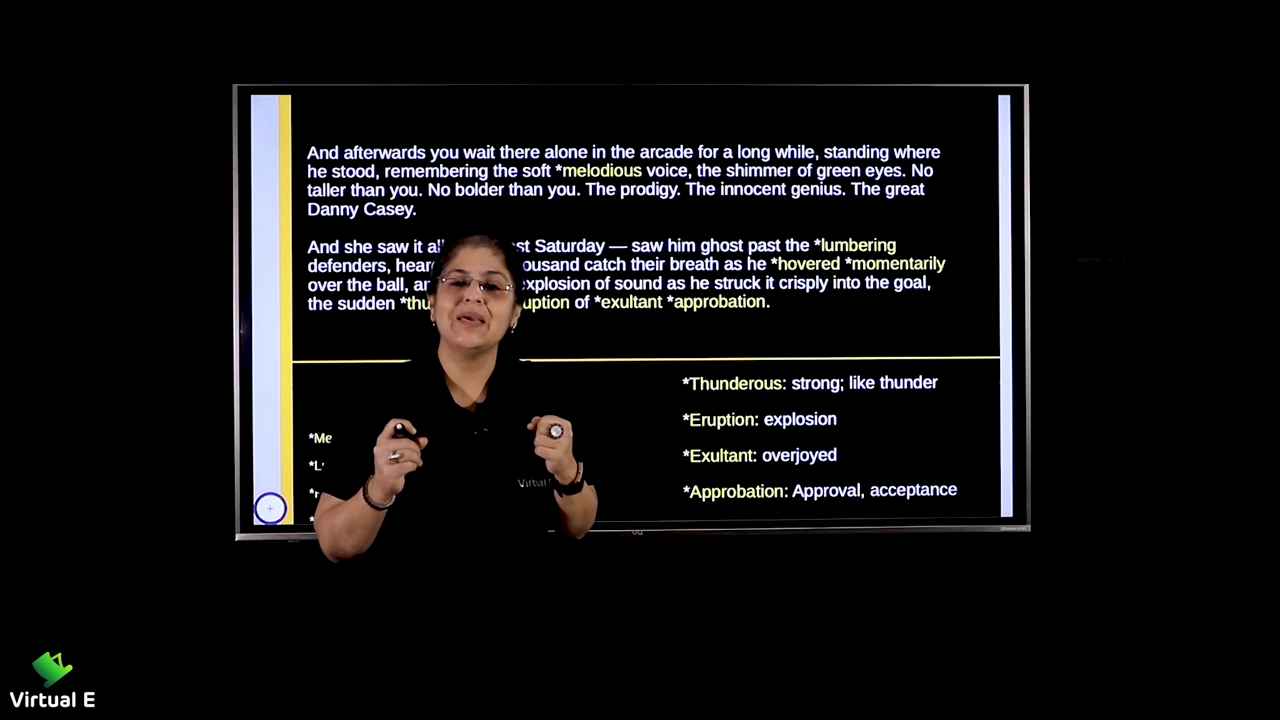 And afterwards you wait there alone in the arcade for a long while, standing where
he stood, remembering the soft *melodious voice, the shimmer of green eyes. No
taller than you. No bolder than you. The prodigy. The innocent genius. The great
Danny Casey.
And she saw it all st Saturday — saw him ghost past the *lumbering
defenders, hear ousand catch their breath as he *hovered *momentarily
over the ball, explosion of sound as he struck it crisply into the goal,
the sudden *thu uption of *exultant *approbation.
*Thunderous: strong; like thunder
*Eruption: explosion
*Exultant: overjoyed
*Approbation: Approval, acceptance
*Me
Virtual
Virtual E